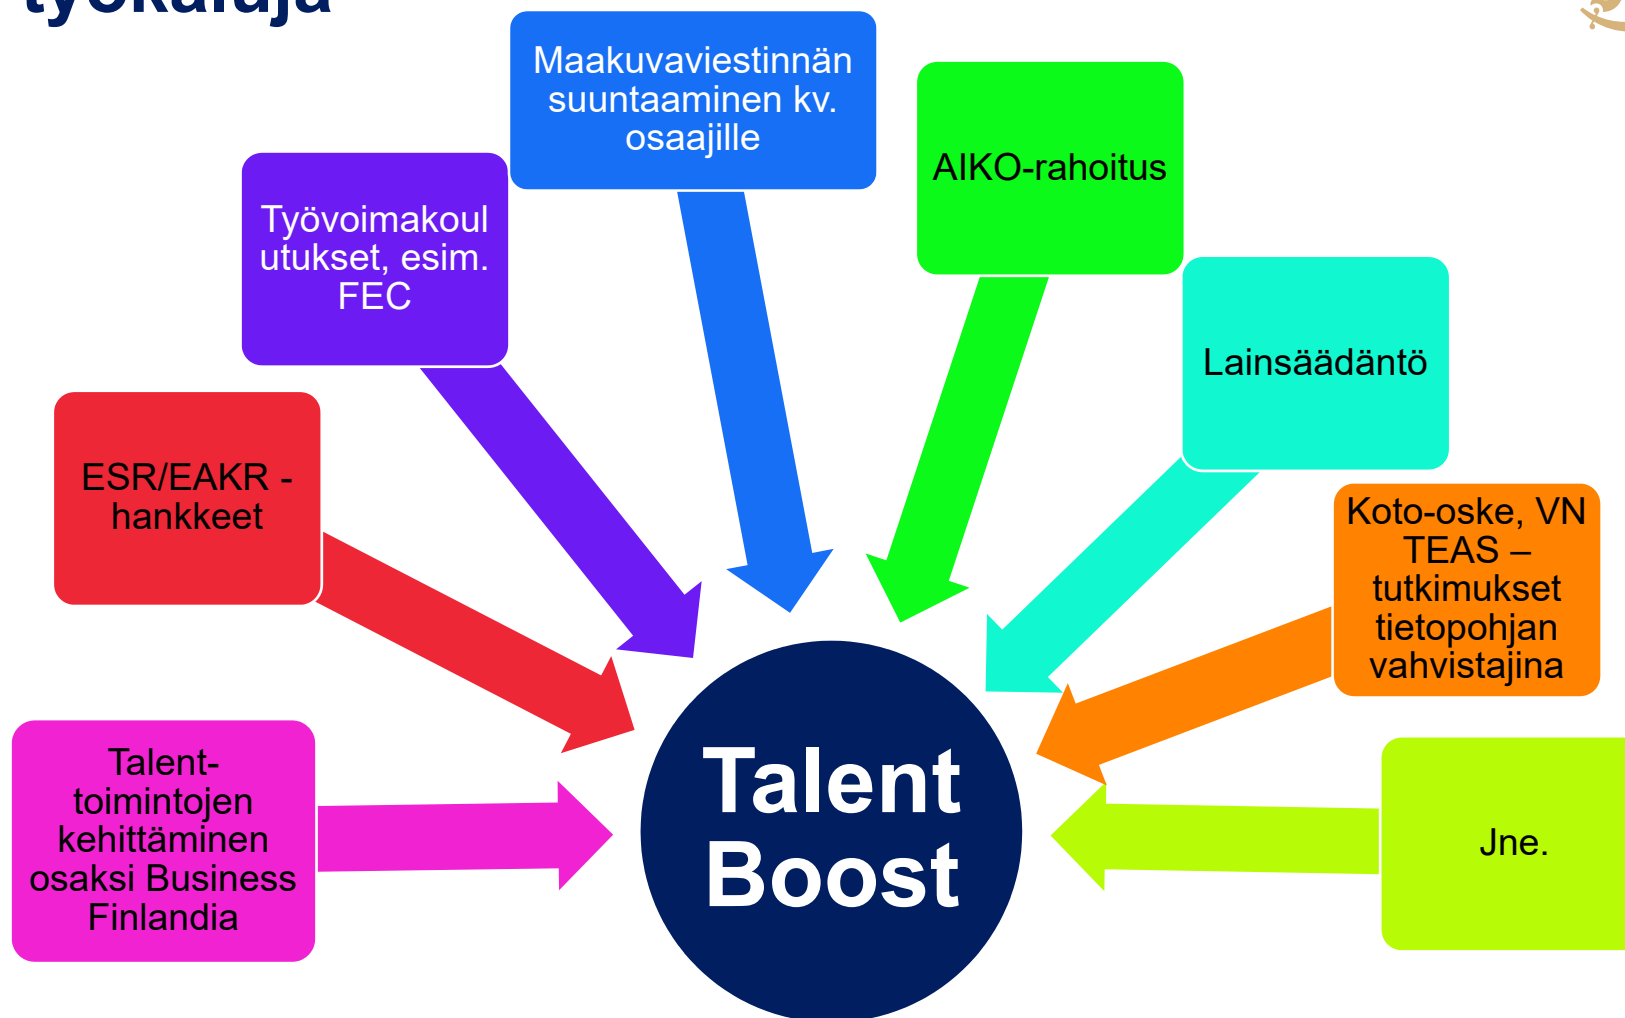 työkaluja
Maakuvaviestinnän
suuntaaminen kv.
osaajille
AIKO-rahoitus
Työvoimakoul
utukset, esim.
FEC
Lainsäädäntö
ESR/EAKR -
hankkeet
Koto-oske, VN
TEAS –
tutkimukset
tietopohjan
vahvistajina
Talent-
toimintojen
kehittäminen
osaksi Business
Finlandia
Talent
Boost
Jne.